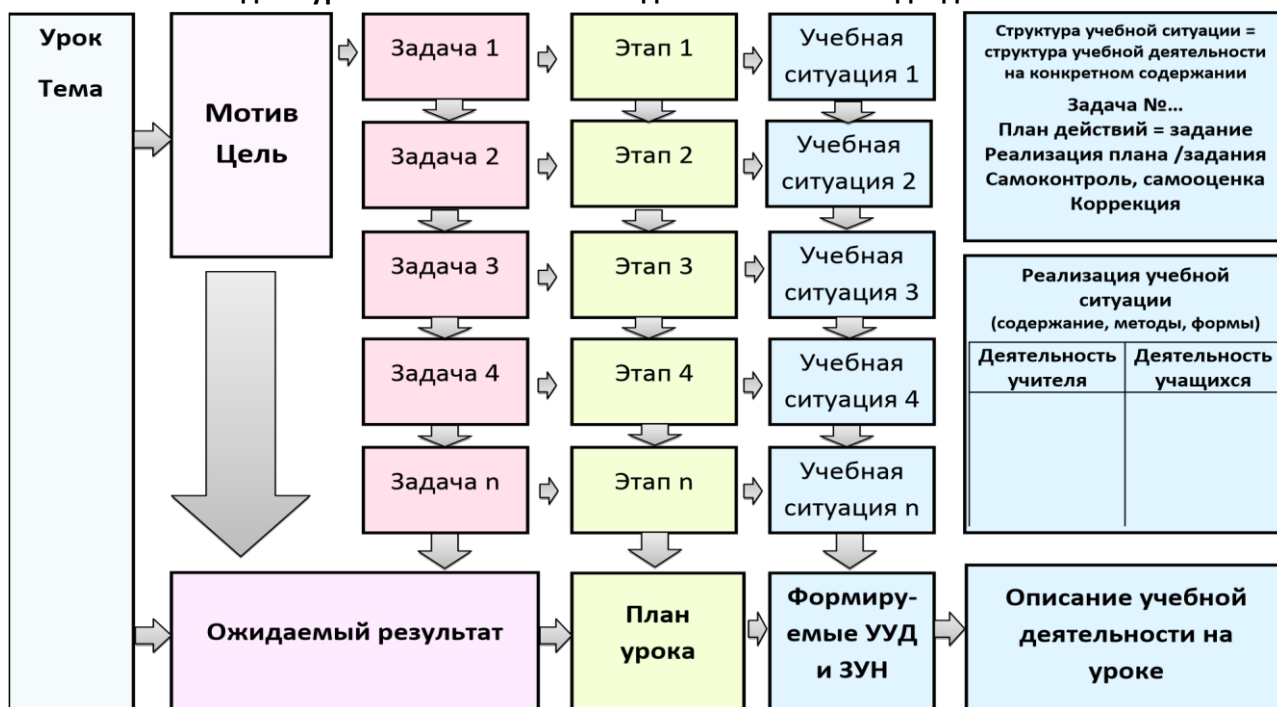 Урок
Тема
Мотив
Цель
Задача 1
Этап 1
Учебная
ситуация 1
Задача 2
Этап 2
Учебная
ситуация 2
Задача 3
Этап 3
Учебная
ситуация 3
Задача 4
Этап 4
Учебная
ситуация 4
Задача n
Этап n
Учебная
ситуация n
Структура учебной ситуации =
структура учебной деятельности
на конкретном содержании
Задача №...
План действий = задание
Реализация плана /задания
Самоконтроль, самооценка
Коррекция
Реализация учебной
ситуации
(содержание, методы, формы)
Деятельность
учителя
Деятельность
учащихся
Ожидаемый результат
План
урока
Формиру-
емые УУД
и ЗУН
Описание учебной
деятельности на
уроке